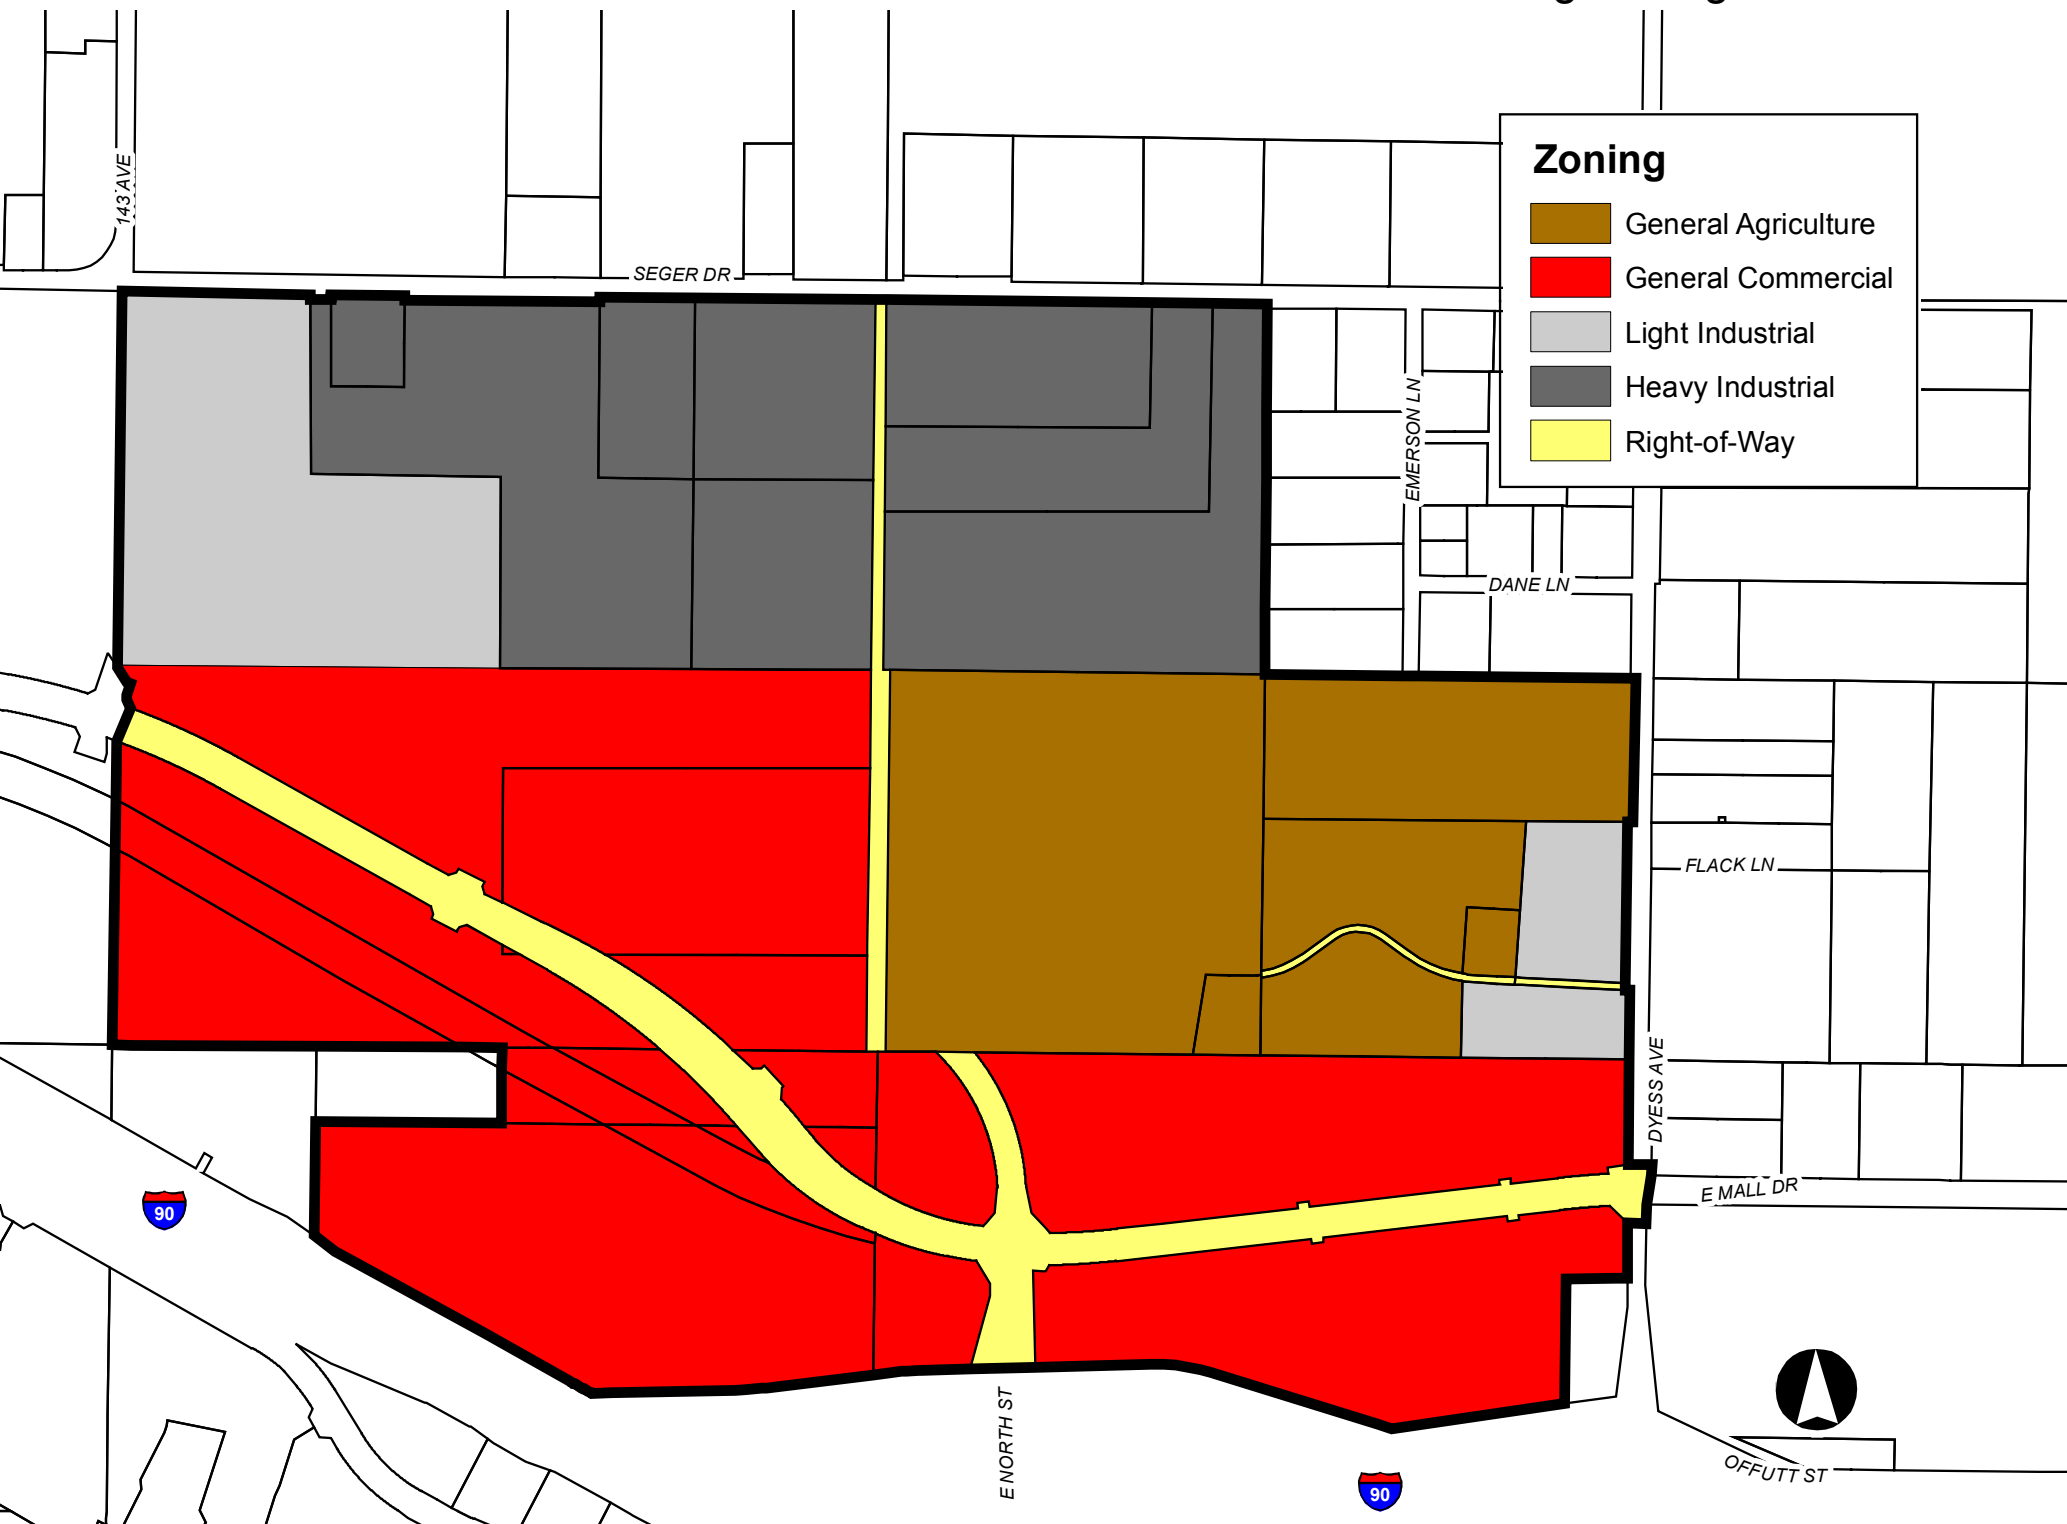 143 AVE
SEGER DR
Zoning
General Agriculture
General Commercial
Light Industrial
Heavy Industrial
Right-of-Way
EMERSON LN
DANE LN
FLACK LN
DYESS AVE
E MALL DR
90
E NORTH ST
OFFUTT ST
90